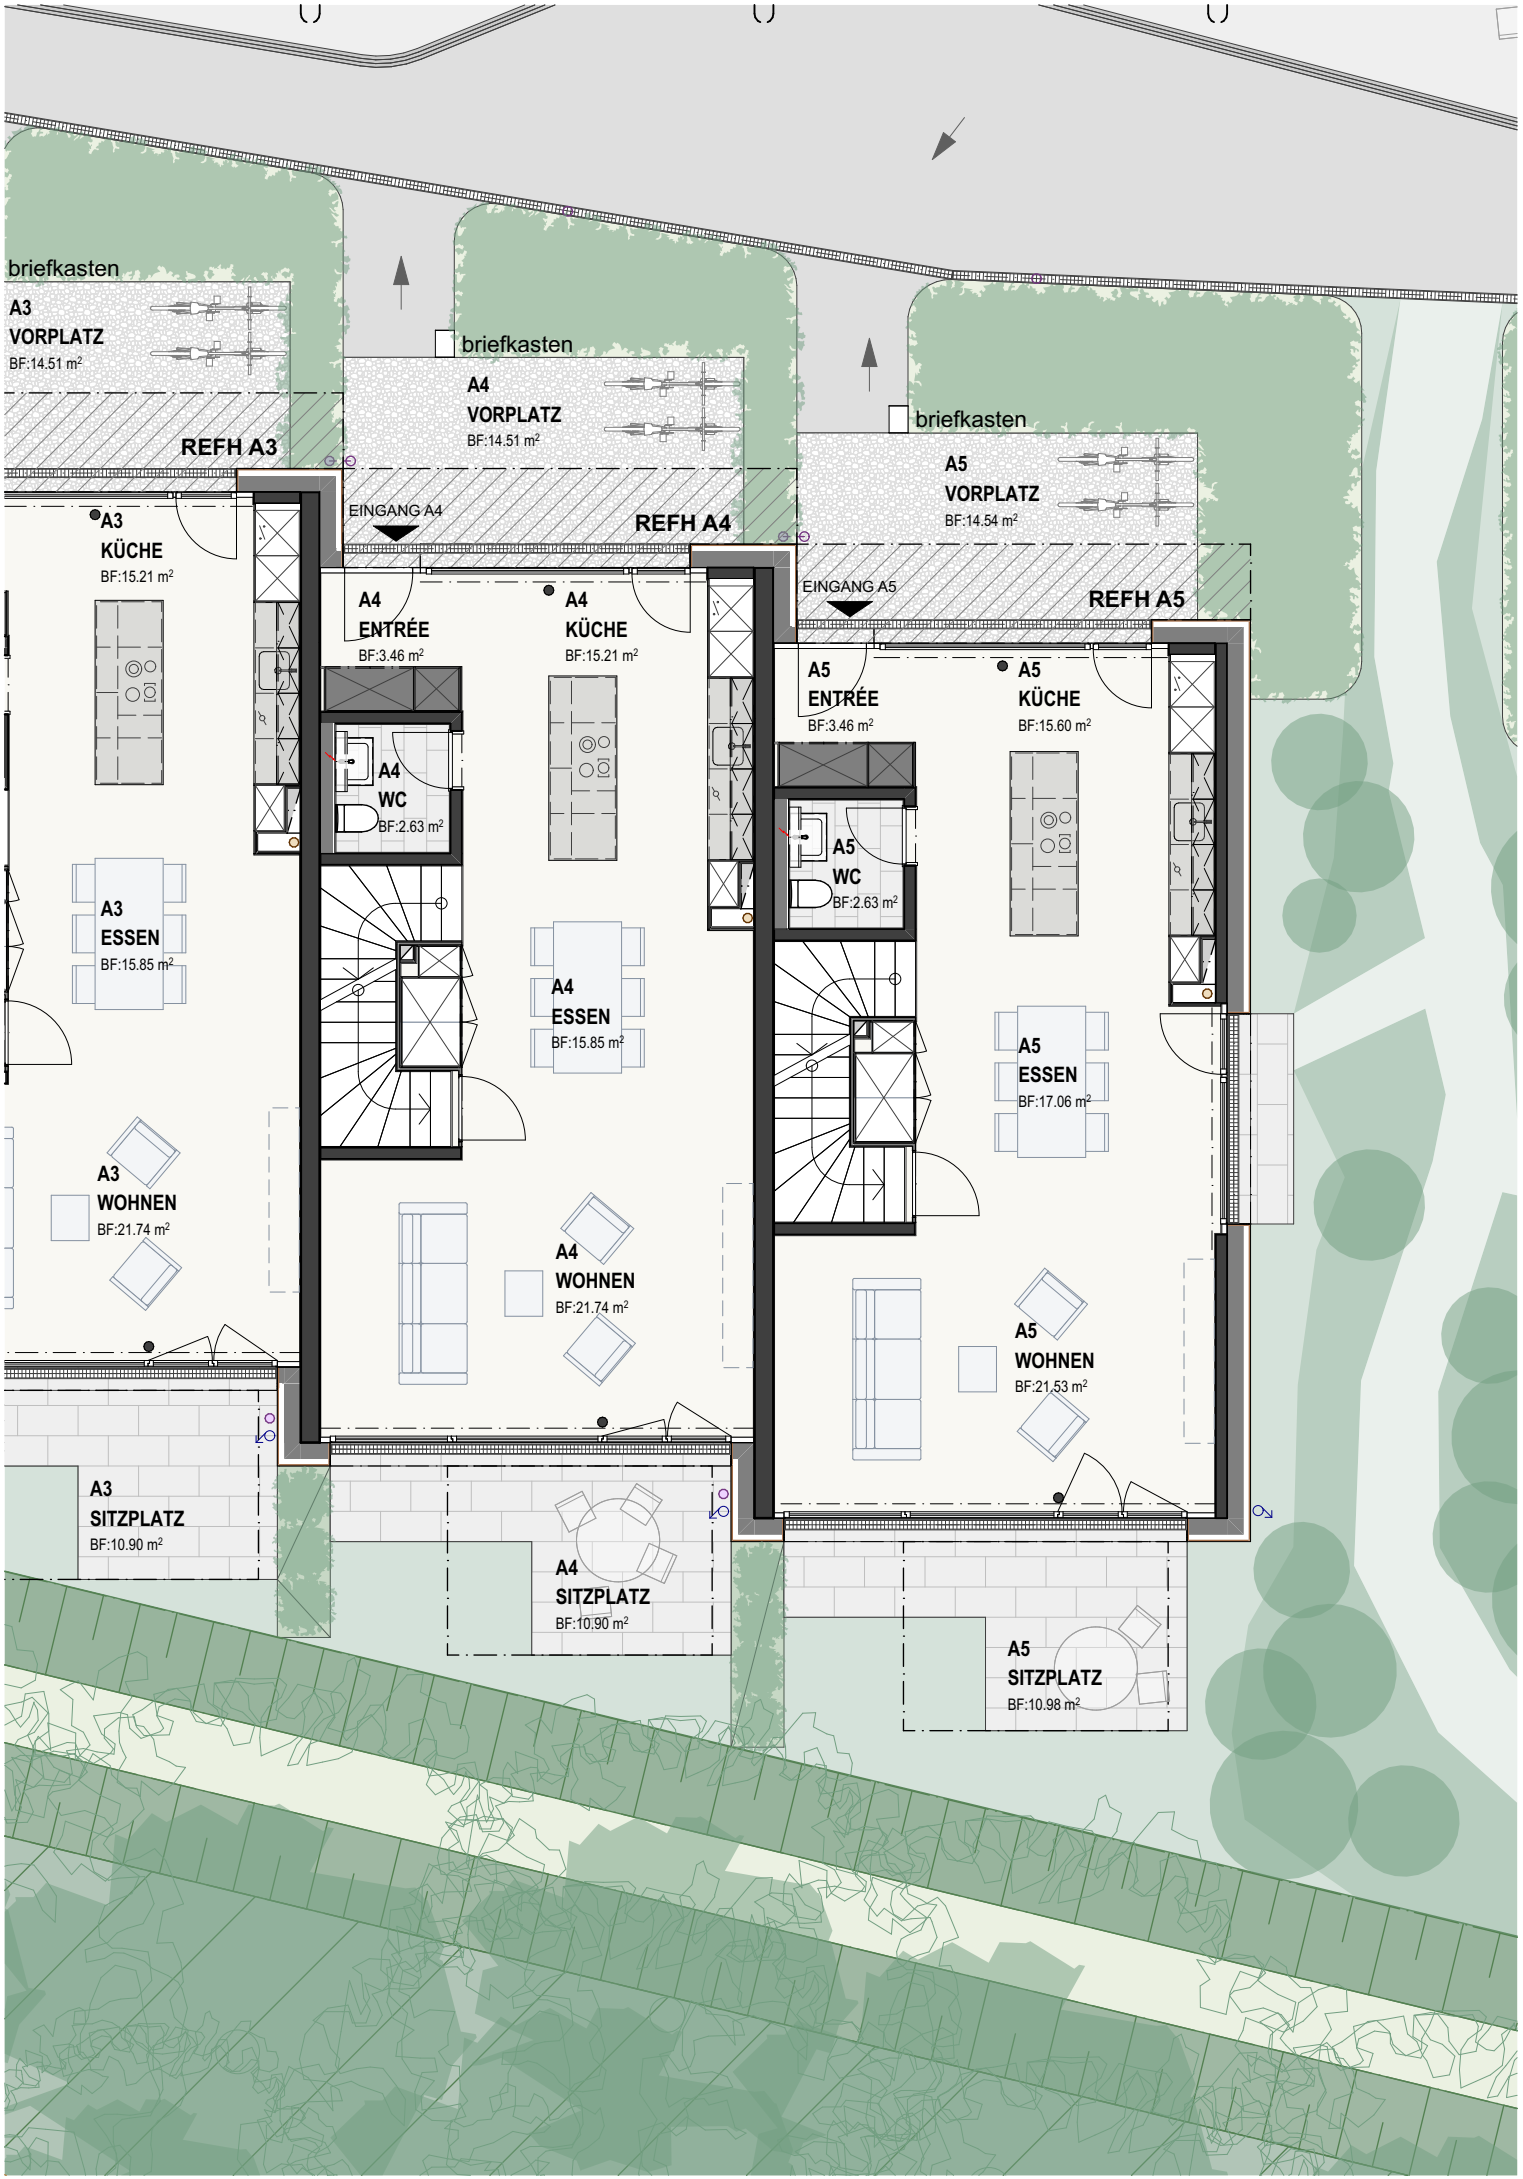 briefkasten
A3
VORPLATZ
BF:14.51 m²
REFH A3
briefkasten
A4
VORPLATZ
BF:14.51 m²
EINGANG A4
REFH A4
briefkasten
A5
VORPLATZ
BF:14.54 m²
EINGANG A5
REFH A5
A3
KÜCHE
BF:15.21 m²
A3
ESSEN
BF:15.85 m²
A3
WOHNEN
BF:21.74 m²
A3
SITZPLATZ
BF:10.90 m²
A4
ENTRÉE
BF:3.46 m²
A4
KÜCHE
BF:15.21 m²
A4
WC
BF:2.63 m²
A4
ESSEN
BF:15.85 m²
A4
WOHNEN
BF:21.74 m²
A4
SITZPLATZ
BF:10.90 m²
A5
ENTRÉE
BF:3.46 m²
A5
KÜCHE
BF:15.60 m²
A5
WC
BF:2.63 m²
A5
ESSEN
BF:17.06 m²
A5
WOHNEN
BF:21.53 m²
A5
SITZPLATZ
BF:10.98 m²